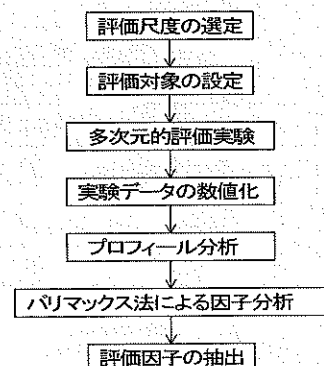 評価尺度の選定
評価対象の設定
多次元的評価実験
実験データの数値化
プロフィール分析
バリマックス法による因子分析
評価因子の抽出